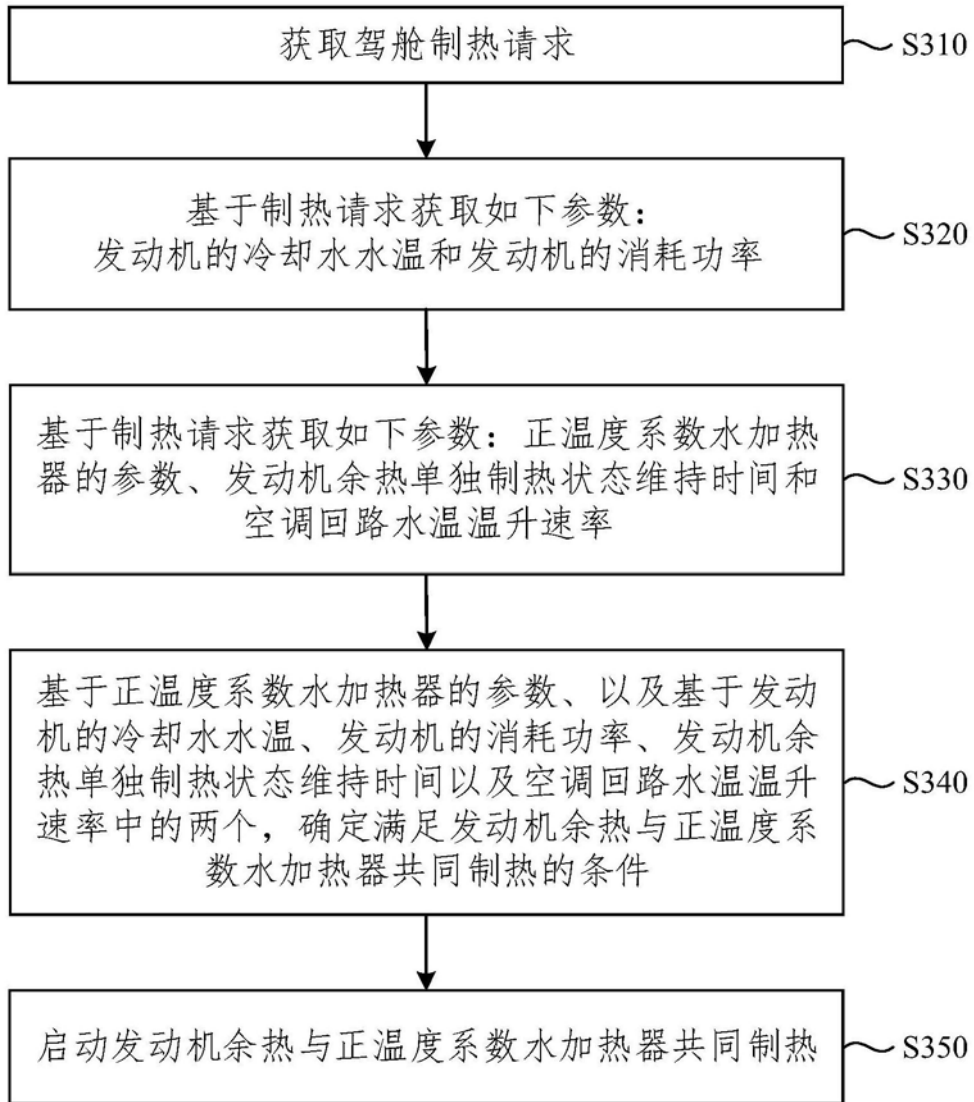 获取驾舱制热请求
S310
基于制热请求获取如下参数：
发动机的冷却水水温和发动机的消耗功率
S320
基于制热请求获取如下参数：正温度系数水加热
器的参数、发动机余热单独制热状态维持时间和
空调回路水温温升速率
S330
基于正温度系数水加热器的参数、以及基于发动
机的冷却水水温、发动机的消耗功率、发动机余
热单独制热状态维持时间以及空调回路水温温升
速率中的两个，确定满足发动机余热与正温度系
数水加热器共同制热的条件
S340
启动发动机余热与正温度系数水加热器共同制热
S350